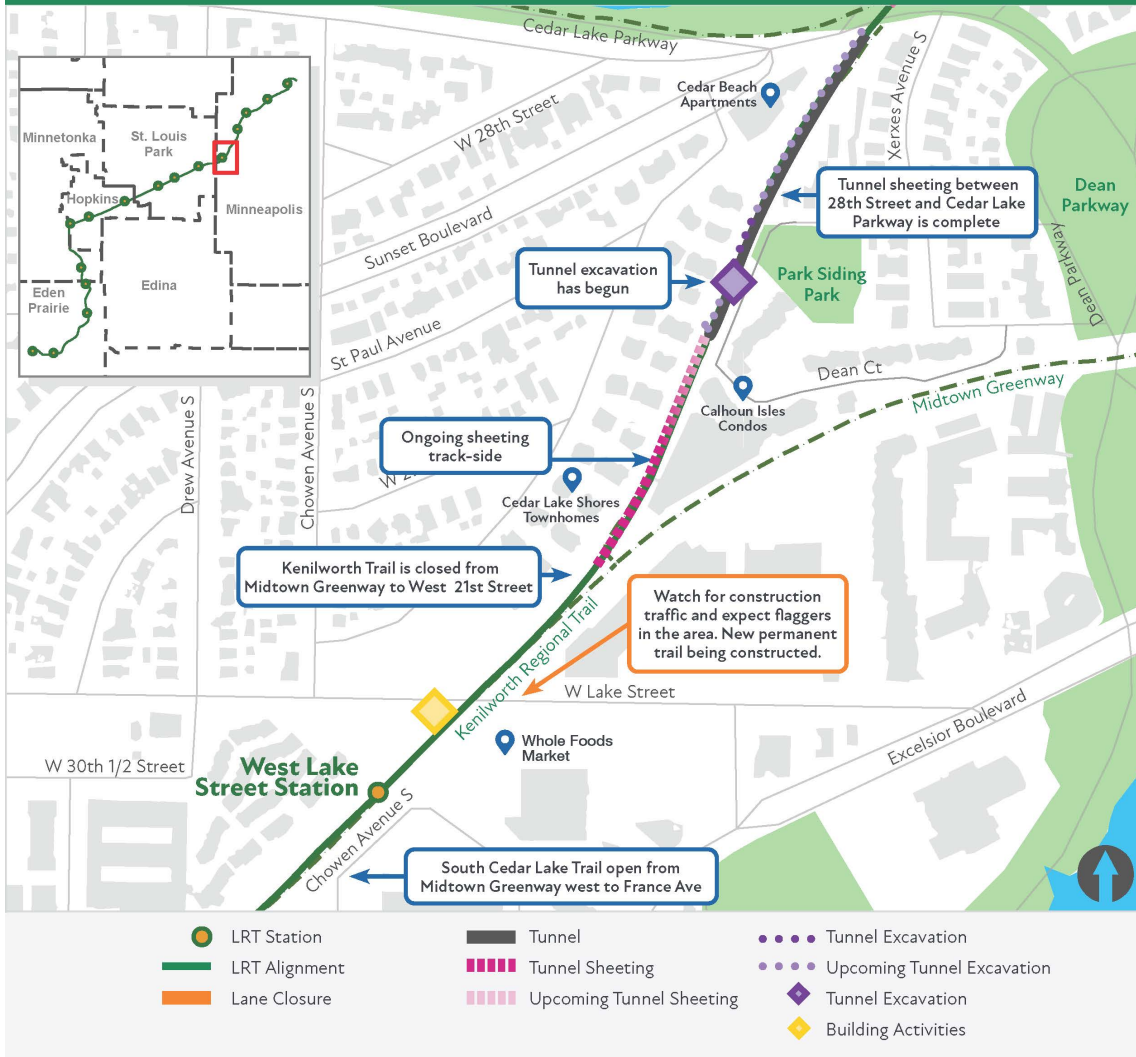 Cedar Lake Parkway
Cedar Beach
Apartments
Xerxes Avenue S
W 28th Street
Minnetonka
St. Louis
Park
Hopkins
Minneapolis
Edina
Eden
Prairie
Tunnel sheeting between
28th Street and Cedar Lake
Parkway is complete
Dean
Parkway
Dean Parkway
Sunset Boulevard
Tunnel excavation
has begun
Park Siding
Park
St Paul Avenue
Dean Ct
Midtown Greenway
Calhoun Isles
Condos
Drew Avenue S
Chowen Avenue S
Ongoing sheeting
track-side
W 2
Cedar Lake Shores
Townhomes
Kenilworth Trail is closed from
Midtown Greenway to West 21st Street
Watch for construction
traffic and expect flaggers
in the area. New permanent
trail being constructed.
Kenilworth Regional Trail
W Lake Street
Excelsior Boulevard
Whole Foods
Market
W 30th 1/2 Street
West Lake
Street Station
Chowen Avenue S
South Cedar Lake Trail open from
Midtown Greenway west to France Ave
LRT Station
LRT Alignment
Lane Closure
Tunnel
Tunnel Sheeting
Upcoming Tunnel Sheeting
Tunnel Excavation
Upcoming Tunnel Excavation
Tunnel Excavation
Building Activities